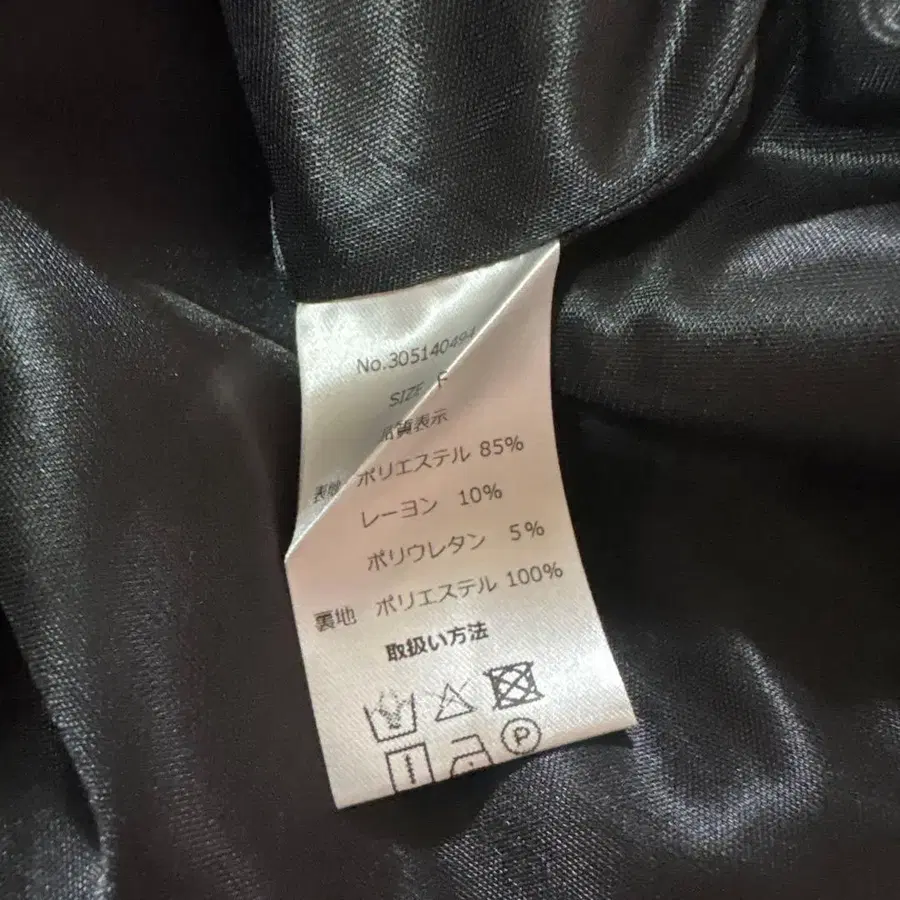 No.305140494
SIZE F
品質表示
表地 ポリエステル 85%
レーヨン 10%
ポリウレタン 5%
裏地 ポリエステル 100%
取扱い方法
P